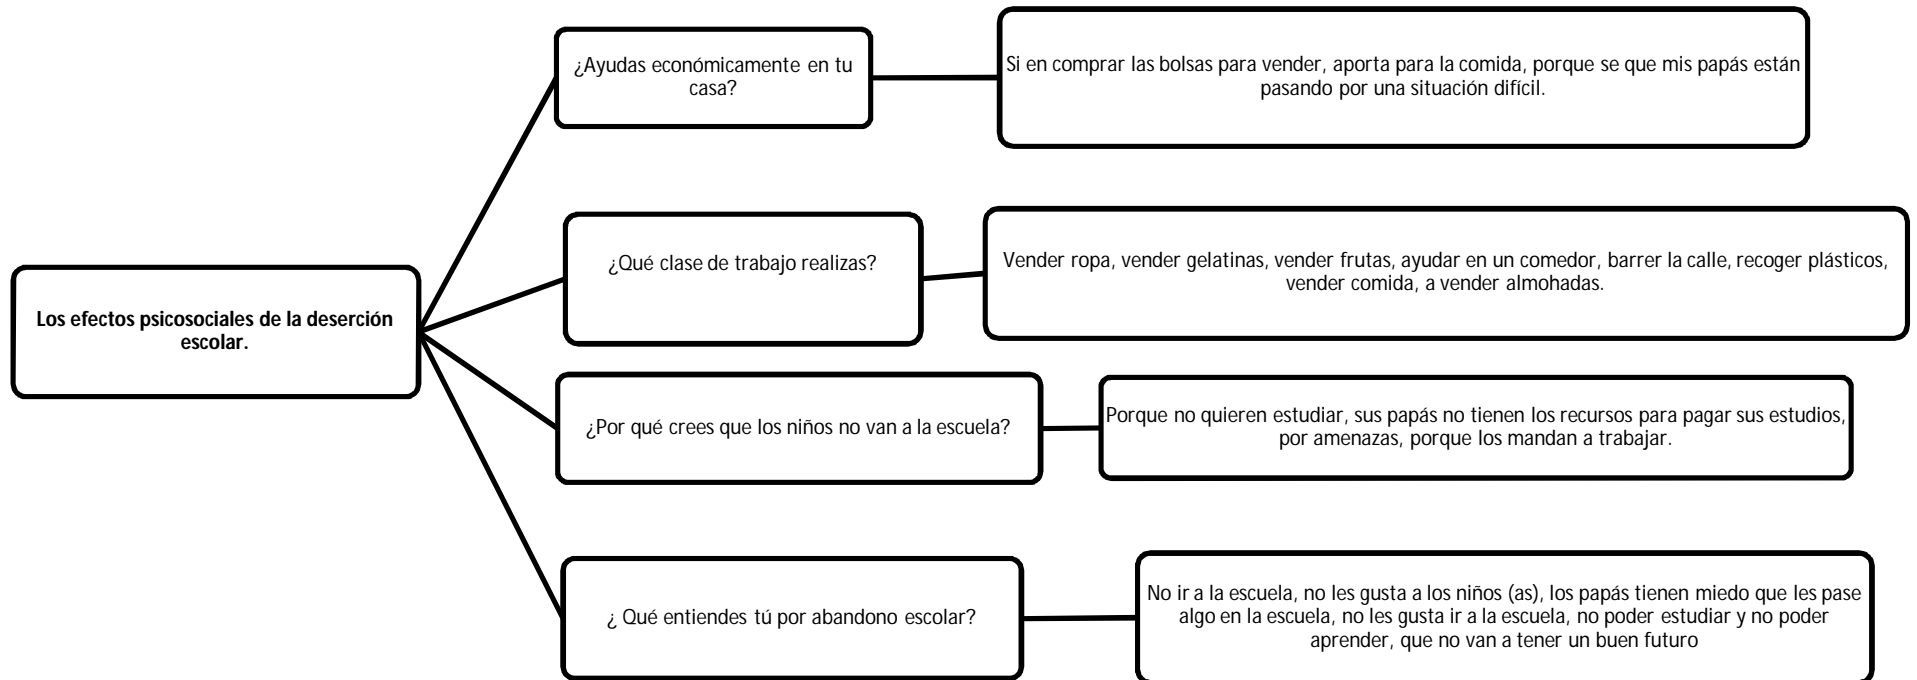 ¿Ayudas económicamente en tu
casa?
Si en comprar las bolsas para vender, aporta para la comida, porque se que mis papás están
pasando por una situación difícil.
¿Qué clase de trabajo realizas?
Vender ropa, vender gelatinas, vender frutas, ayudar en un comedor, barrer la calle, recoger plásticos,
vender comida, a vender almohadas.
Los efectos psicosociales de la deserción
escolar.
¿Por qué crees que los niños no van a la escuela?
Porque no quieren estudiar, sus papás no tienen los recursos para pagar sus estudios,
por amenazas, porque los mandan a trabajar.
¿ Qué entiendes tú por abandono escolar?
No ir a la escuela, no les gusta a los niños (as), los papás tienen miedo que les pase
algo en la escuela, no les gusta ir a la escuela, no poder estudiar y no poder
aprender, que no van a tener un buen futuro